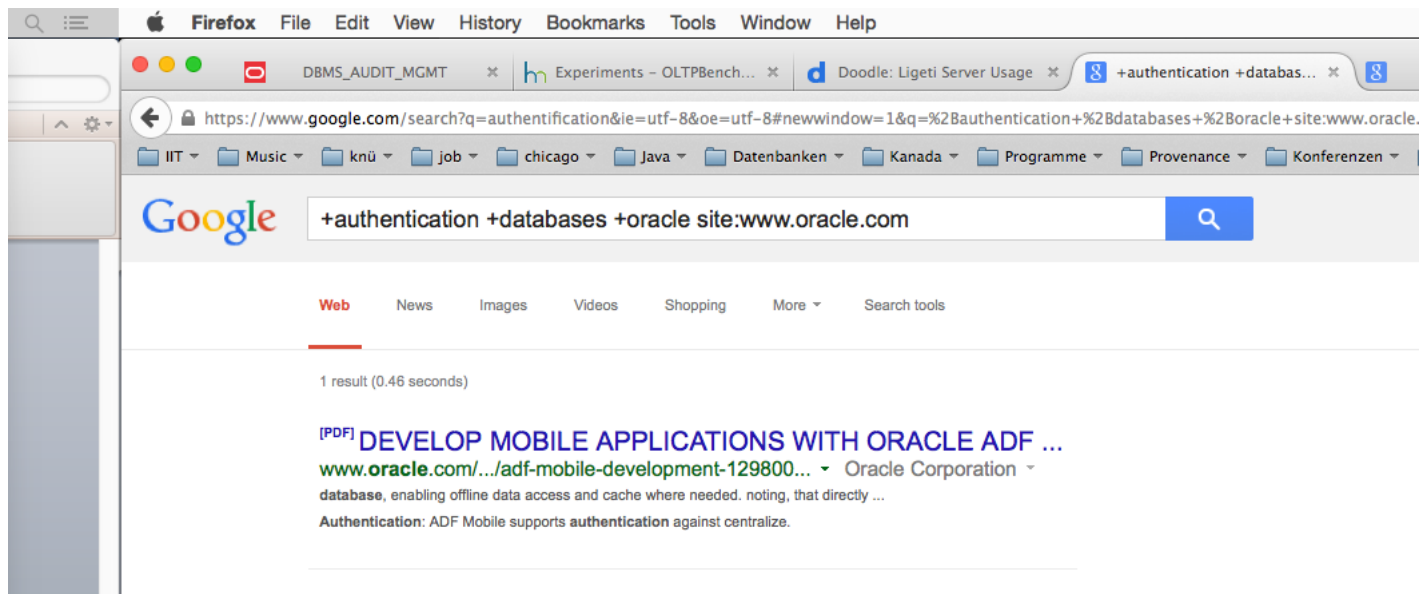 Firefox File Edit View History Bookmarks Tools Window Help
DBMS_AUDIT_MGMT Experiments – OLTPBench... Doodle: Ligeti Server Usage +authentication +databas...
https://www.google.com/search?q=authentification&ie=utf-8&oe=utf-8#newwindow=1&q=%2Bauthentication+%2Bdatabases+%2Boracle+site:www.oracle.
IIT Music knü job chicago Java Datenbanken Kanada Programme Provenance Konferenzen
Google +authentication +databases +oracle site:www.oracle.com
Web News Images Videos Shopping More Search tools
1 result (0.46 seconds)
[PDF] DEVELOP MOBILE APPLICATIONS WITH ORACLE ADF ...
www.oracle.com/.../adf-mobile-development-129800... Oracle Corporation
database, enabling offline data access and cache where needed. noting, that directly ...
Authentication: ADF Mobile supports authentication against centralize.